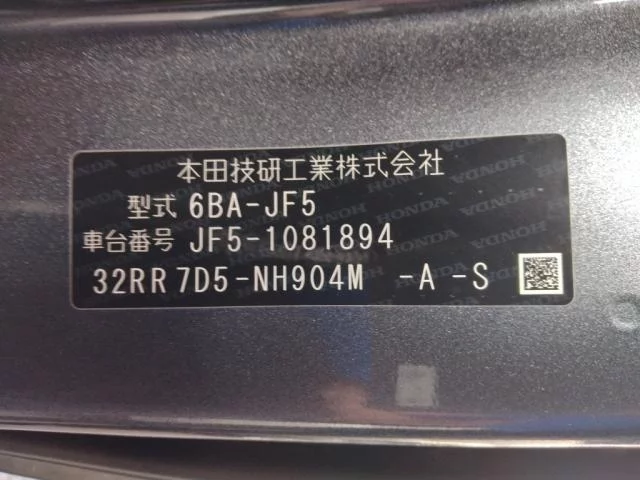 本田技研工業株式会社
型式 6BA-JF5
車台番号 JF5-1081894
32RR 7D5-NH904M -A -S